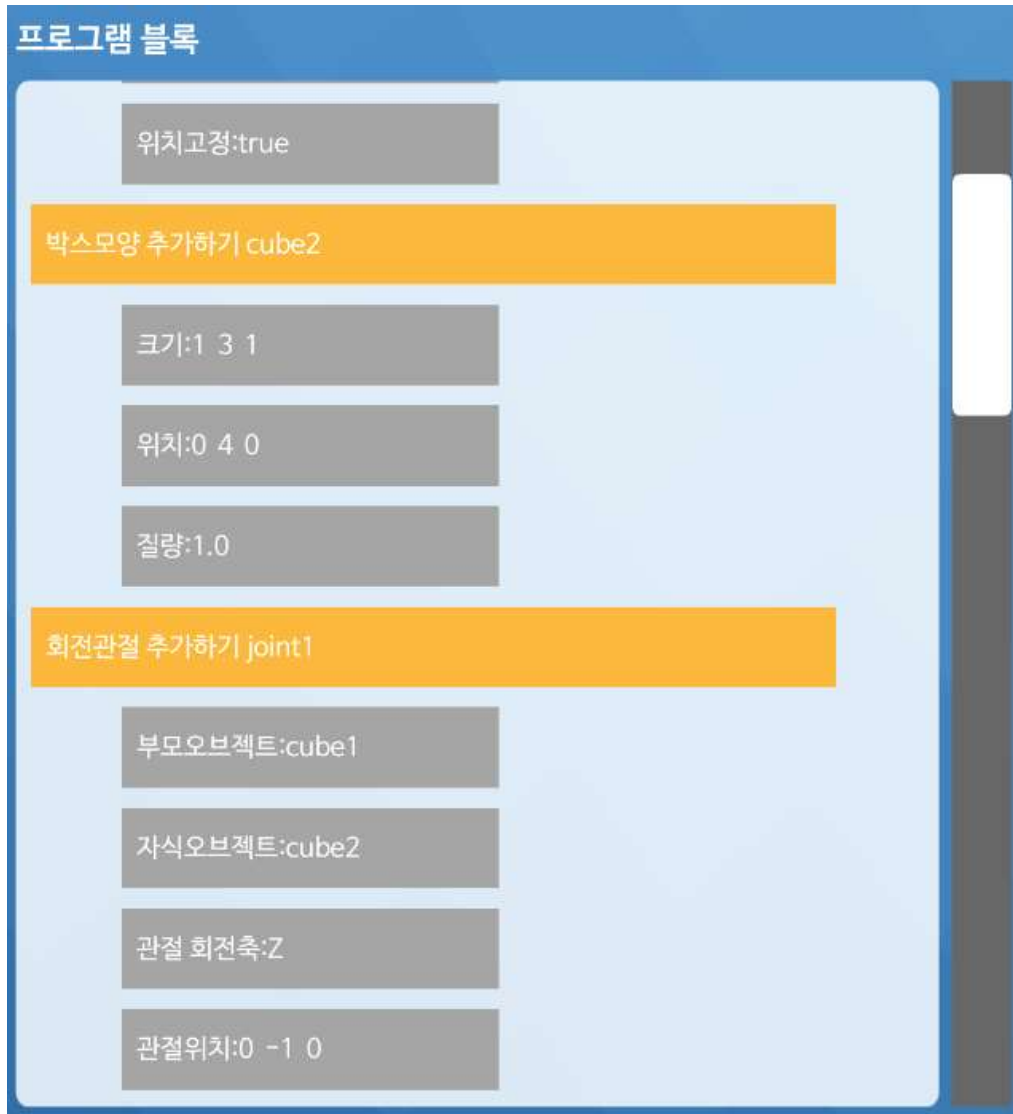 프로그램 블록
위치고정:true
박스모양 추가하기 cube2
크기:1 3 1
위치:0 4 0
질량:1.0
회전관절 추가하기 joint1
부모오브젝트:cube1
자식오브젝트:cube2
관절 회전축:Z
관절위치:0 -1 0